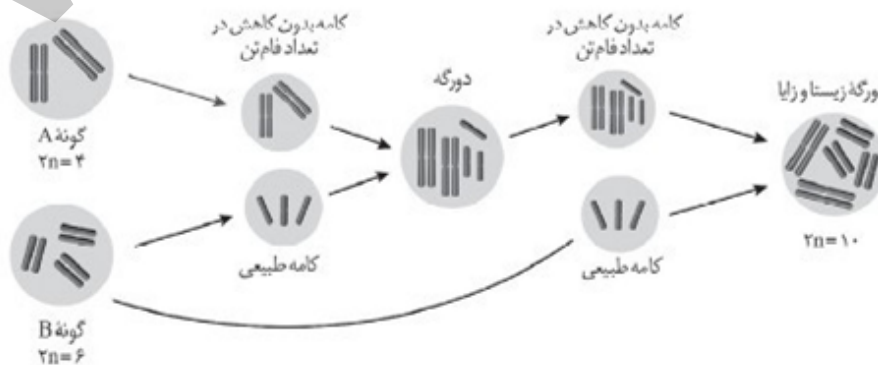 کامه بدون کاهش در
تعداد فام‌تن
کامه بدون کاهش در
تعداد فام‌تن
دورگه
ورگهٔ زیستا و زایا
گونهٔ A
۲n=۴
کامه طبیعی
کامه طبیعی
۲n=۱۰
گونهٔ B
۲n=۶